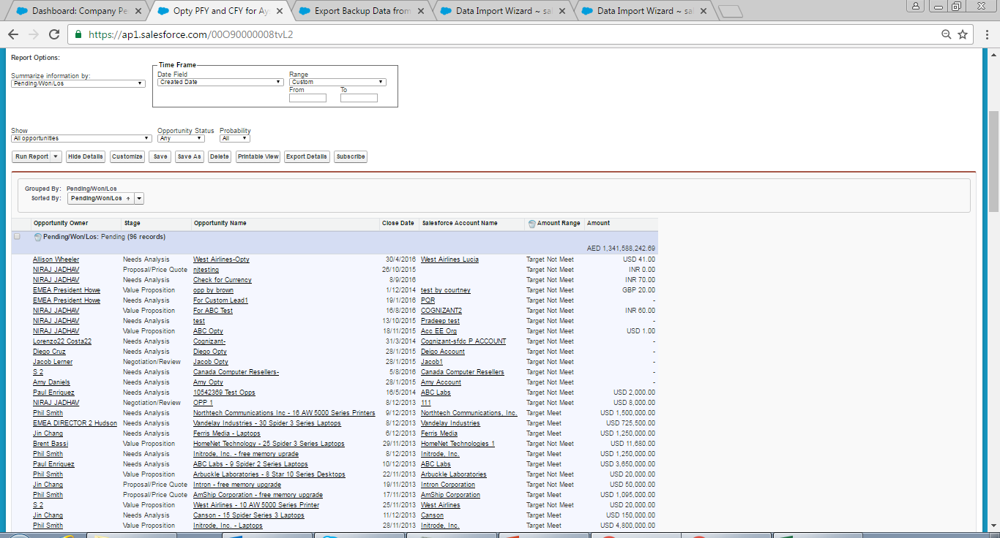 Dashboard: Company Pe
Opty PFY and CFY for Ay
Export Backup Data from
Data Import Wizard ~ sal
Data Import Wizard ~ sal
https://ap1.salesforce.com/00O90000008tvL2
Report Options:
Summarize information by:
Pending/Won/Los
Time Frame
Date Field Range
Created Date Custom
From To
Show Opportunity Status Probability
All opportunities Any All
Run Report Hide Details Customize Save Save As Delete Printable View Export Details Subscribe
Grouped By: Pending/Won/Los
Sorted By: Pending/Won/Los ↑
Opportunity Owner Stage Opportunity Name Close Date Salesforce Account Name Amount Range Amount
Pending/Won/Los: Pending (96 records)
AED 1,341,588,242.69
Allison Wheeler Needs Analysis West Airlines-Opty 30/4/2016 West Airlines Lucia Target Not Meet USD 41.00
NIRAJ JADHAV Proposal/Price Quote njtesting 26/10/2015 Target Not Meet INR 0.00
NIRAJ JADHAV Needs Analysis Check for Currency 8/9/2016 Target Not Meet INR 70.00
EMEA President Howe Value Proposition opp by brown 1/12/2014 test by courtney Target Not Meet GBP 20.00
EMEA President Howe Needs Analysis For Custom Lead1 19/1/2016 PQR Target Not Meet -
NIRAJ JADHAV Value Proposition For ABC Test 16/8/2016 COGNIZANT2 Target Not Meet INR 60.00
NIRAJ JADHAV Needs Analysis test 13/10/2015 Pradeep test Target Not Meet -
NIRAJ JADHAV Value Proposition ABC Opty 18/11/2015 Acc EE Org Target Not Meet USD 1.00
Lorenzo22 Costa22 Needs Analysis Cognizant- 31/3/2014 Cognizant-sfdc P ACCOUNT Target Not Meet -
Diego Cruz Needs Analysis Diego Opty 28/1/2015 Deigo Account Target Not Meet -
Jacob Lerner Negotiation/Review Jacob Opty 28/1/2015 Jacob1 Target Not Meet -
S 2 Needs Analysis Canada Computer Resellers- 5/8/2016 Canada Computer Resellers Target Not Meet -
Amy Daniels Needs Analysis Amy Opty 28/1/2015 Amy Account Target Not Meet -
Paul Enriquez Needs Analysis 10542369 Test Opps 16/5/2014 ABC Labs Target Not Meet USD 2,000.00
NIRAJ JADHAV Negotiation/Review OPP 1 8/12/2013 111 Target Not Meet USD 8,000.00
Phil Smith Needs Analysis Northtech Communications Inc - 16 AW 5000 Series Printers 9/12/2013 Northtech Communications, Inc. Target Meet USD 1,500,000.00
EMEA DIRECTOR 2 Hudson Needs Analysis Vandelay Industries - 30 Spider 3 Series Laptops 8/12/2013 Vandelay Industries Target Meet USD 725,500.00
Jin Chang Needs Analysis Ferris Media - Laptops 6/12/2013 Ferris Media Target Meet USD 1,250,000.00
Brent Bassi Value Proposition HomeNet Technology - 25 Spider 3 Series Laptops 29/11/2013 HomeNet Technologies 1 Target Not Meet USD 11,680.00
Phil Smith Needs Analysis Initrode, Inc. - free memory uprade 8/12/2013 Initrode, Inc. Target Meet USD 1,250,000.00
Paul Enriquez Needs Analysis ABC Labs - 9 Spider 2 Series Laptops 10/12/2013 ABC Labs Target Meet USD 3,650,000.00
Phil Smith Value Proposition Arbuckle Laboratories - 8 Star 10 Series Desktops 22/11/2013 Arbuckle Laboratories Target Not Meet USD 20,000.00
Jin Chang Proposal/Price Quote Intron - free memory upgrade 19/11/2013 Intron Corporation Target Not Meet USD 50,000.00
Phil Smith Proposal/Price Quote AmShip Corporation - free memory upgrade 17/11/2013 AmShip Corporation Target Meet USD 1,095,000.00
S 2 Value Proposition West Airlines - 10 AW 5000 Series Printer 25/11/2013 West Airlines Target Not Meet USD 20,000.00
Jin Chang Needs Analysis Canson - 15 Spider Series 3 Laptops 11/12/2013 Canson Target Meet USD 150,000.00
Phil Smith Value Proposition Initrode, Inc. - Laptops 28/11/2013 Initrode, Inc. Target Meet USD 4,800,000.00